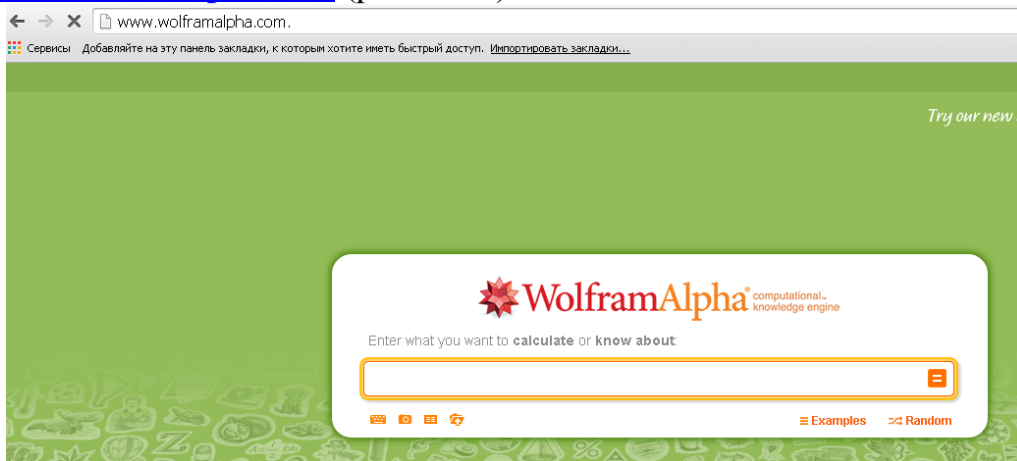 www.wolframalpha.com.
Сервисы Добавляйте на эту панель закладки, к которым хотите иметь быстрый доступ. Импортировать закладки...
Try our new
WolframAlpha computational..
knowledge engine
Enter what you want to calculate or know about:
Examples Random